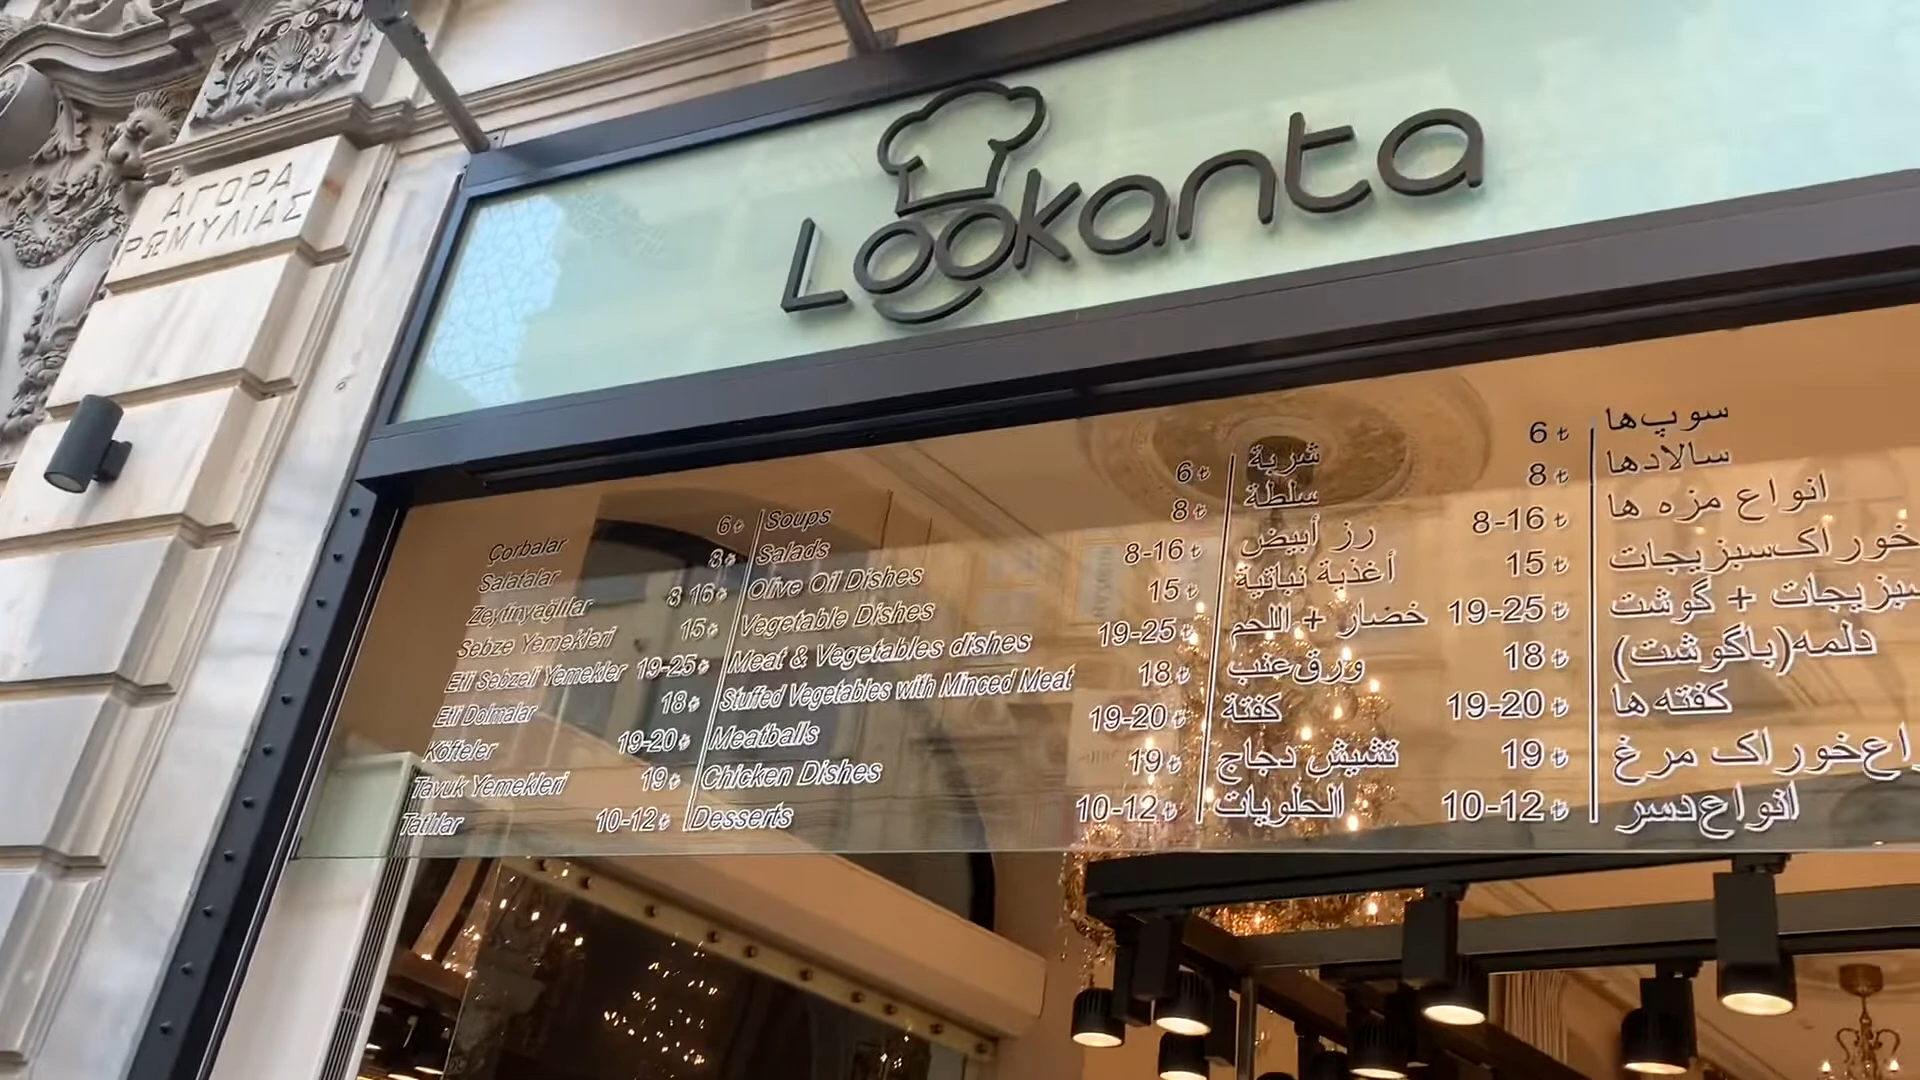 ΑΓΟΡΑ
ΡΩΜΥΛΙΑΣ
Lookanta
Çorbalar 6 ₺
Salatalar 8 ₺
Zeytinyağlılar 8 16 ₺
Sebze Yemekleri 15 ₺
Etli Sebzeli Yemekler 19-25 ₺
Etli Dolmalar 18 ₺
Köfteler 19-20 ₺
Tavuk Yemekleri 19 ₺
Tatlılar 10-12 ₺
Soups 6 ₺
Salads 8 ₺
Olive Oil Dishes 8-16 ₺
Vegetable Dishes 15 ₺
Meat & Vegetables dishes 19-25 ₺
Stuffed Vegetables with Minced Meat 18 ₺
Meatballs 19-20 ₺
Chicken Dishes 19 ₺
Desserts 10-12 ₺
شربة 6 ₺
سلطة 8 ₺
رز أبيض 8-16 ₺
أغذية نباتية 15 ₺
خضار + اللحم 19-25 ₺
ورق عنب 18 ₺
كفتة 19-20 ₺
تشيش دجاج 19 ₺
الحلويات 10-12 ₺
سوپ‌ها
سالادها
انواع مزه ها
خوراک‌سبزیجات
سبزیجات + گوشت
دلمه(باگوشت)
کفته ها
خوراک مرغ
انواع‌دسر